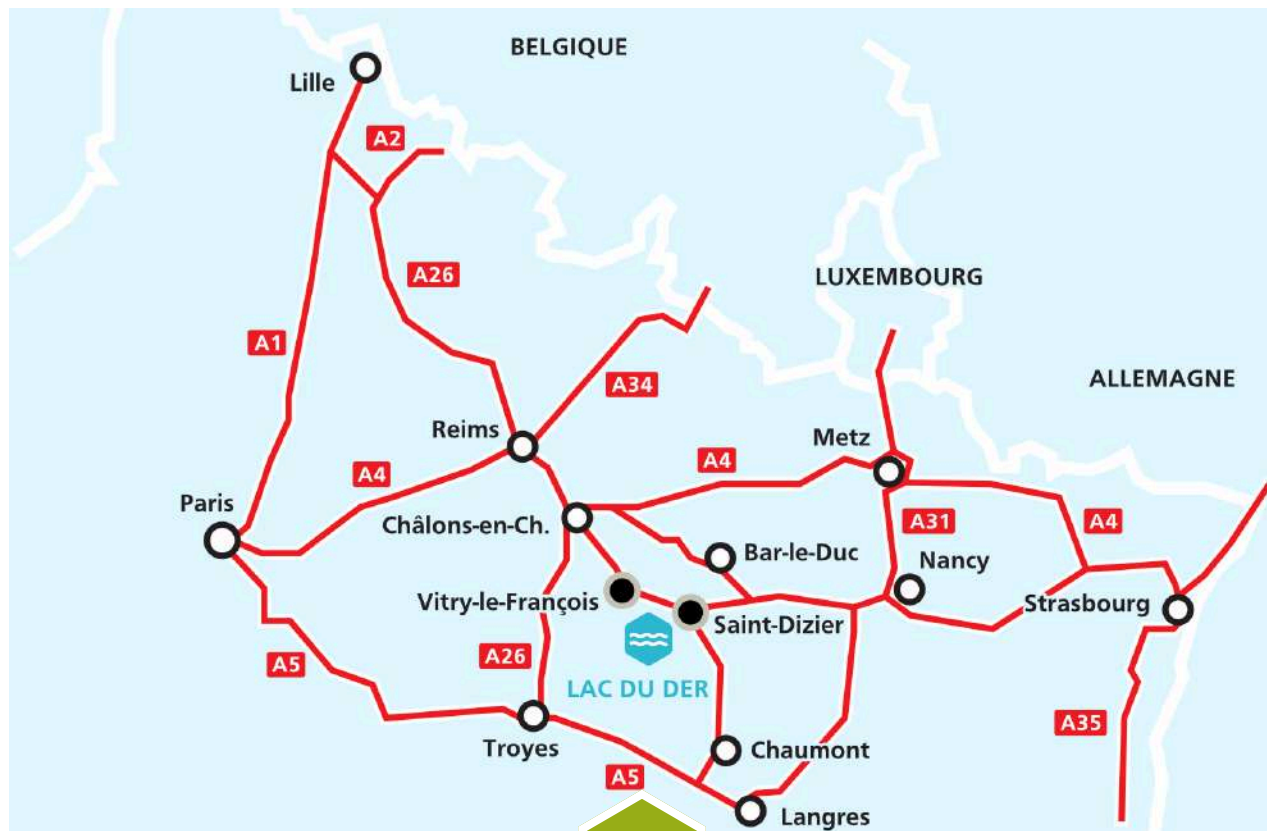 BELGIQUE
Lille
A2
A26
LUXEMBOURG
A1
ALLEMAGNE
A34
Reims
Metz
A4
A4
Paris
Châlons-en-Ch.
A31
A4
Bar-le-Duc
Nancy
Vitry-le-François
Strasbourg
Saint-Dizier
A26
A5
LAC DU DER
A35
Troyes
Chaumont
A5
Langres